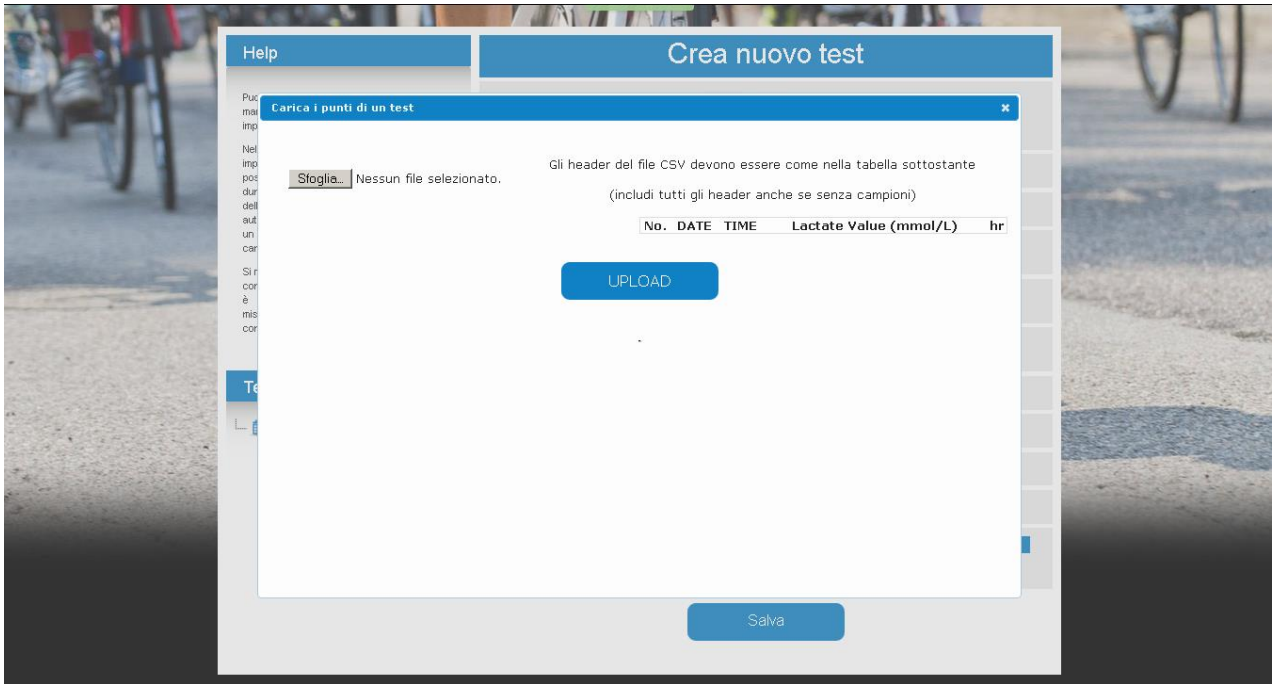 Help
Crea nuovo test
Carica i punti di un test
Gli header del file CSV devono essere come nella tabella sottostante
Sfoglia... Nessun file selezionato.
(includi tutti gli header anche se senza campioni)
No. DATE TIME Lactate Value (mmol/L) hr
UPLOAD
Salva